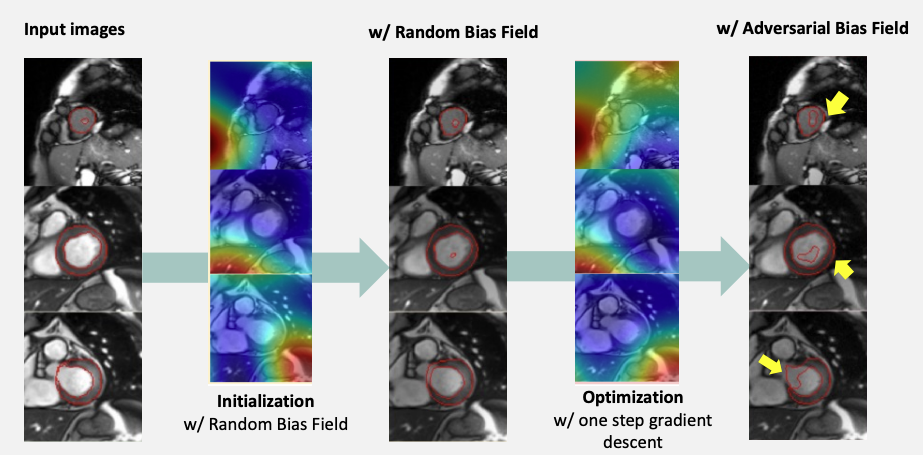 Input images
w/ Random Bias Field
w/ Adversarial Bias Field
Initialization
w/ Random Bias Field
Optimization
w/ one step gradient
descent